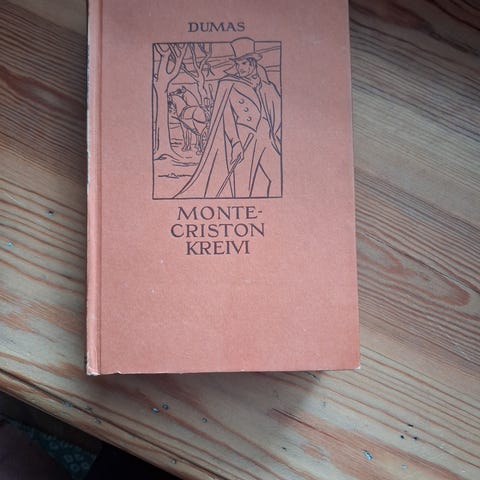 DUMAS
MONTE-
CRISTON
KREIVI